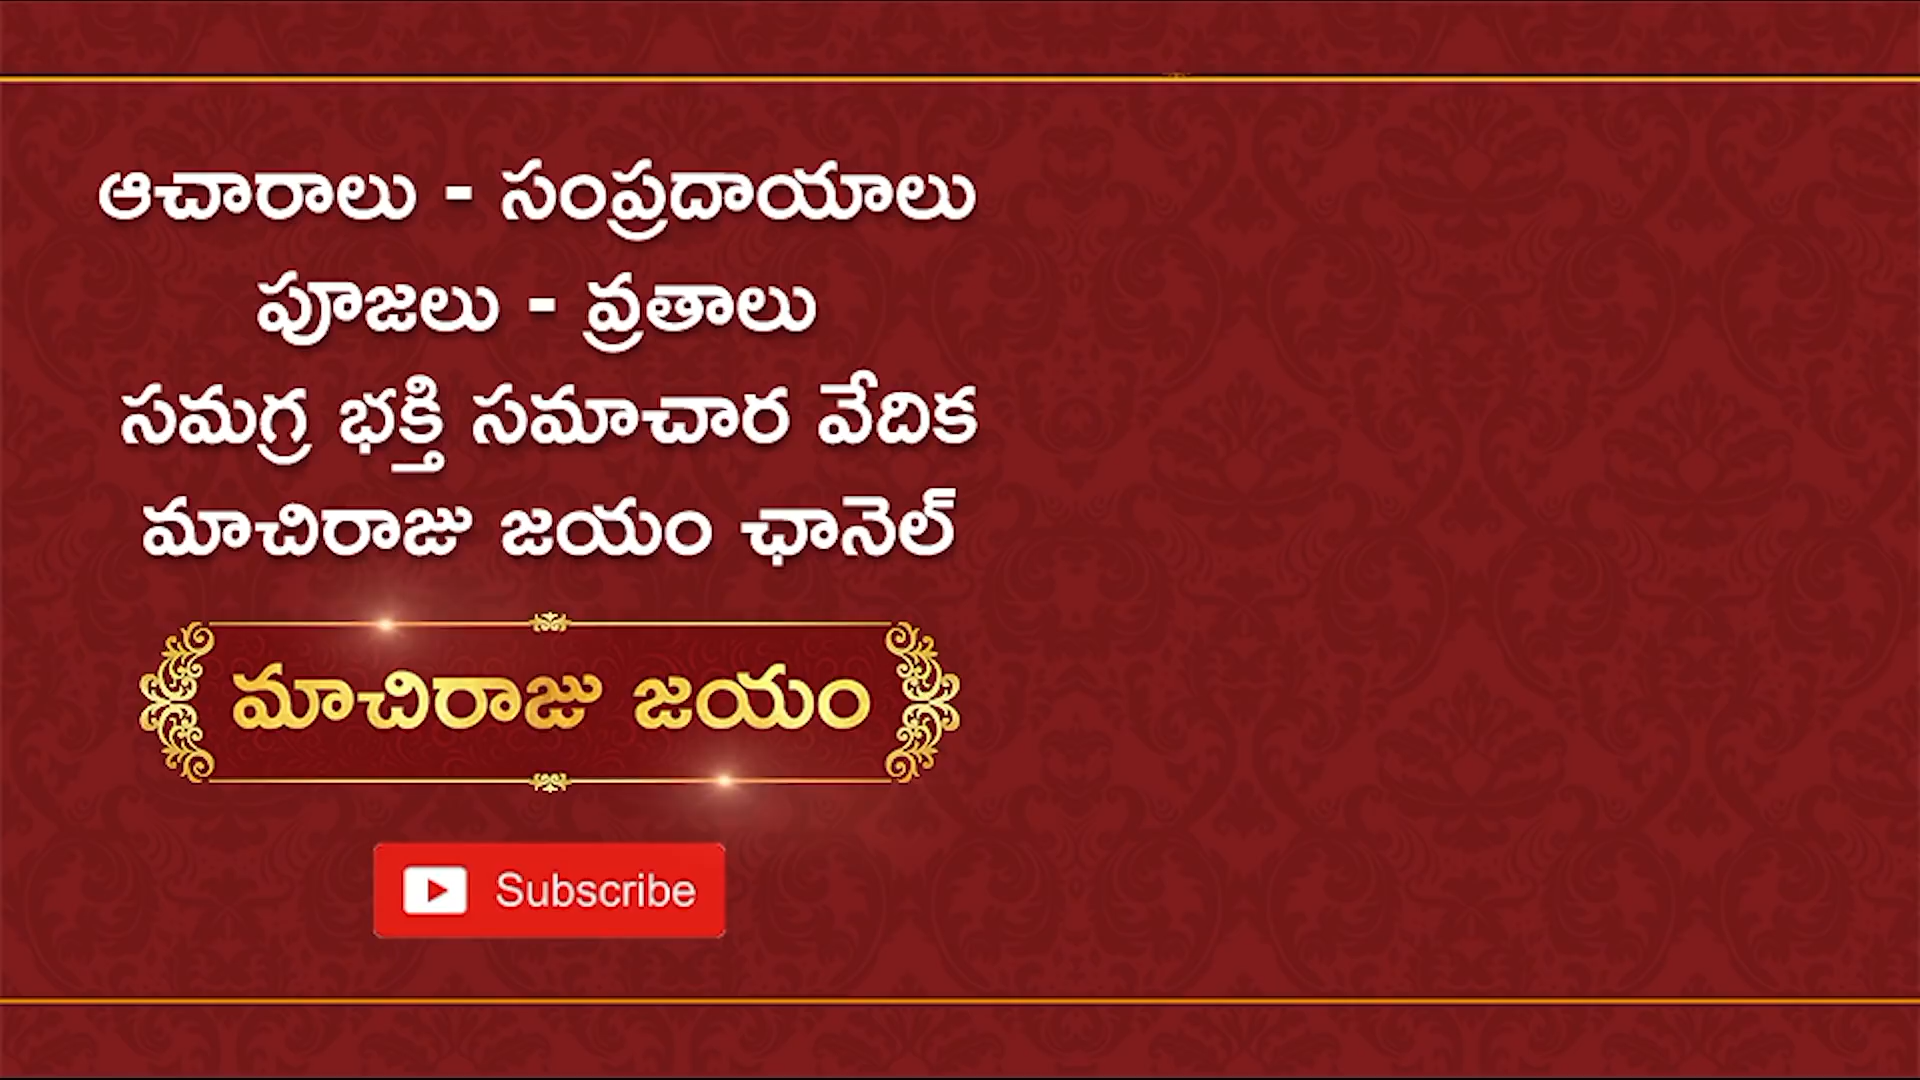 ఆచారాలు - సంప్రదాయాలు
పూజలు - వ్రతాలు
సమగ్ర భక్తి సమాచార వేదిక
మాచిరాజు జయం ఛానెల్
మాచిరాజు జయం
Subscribe